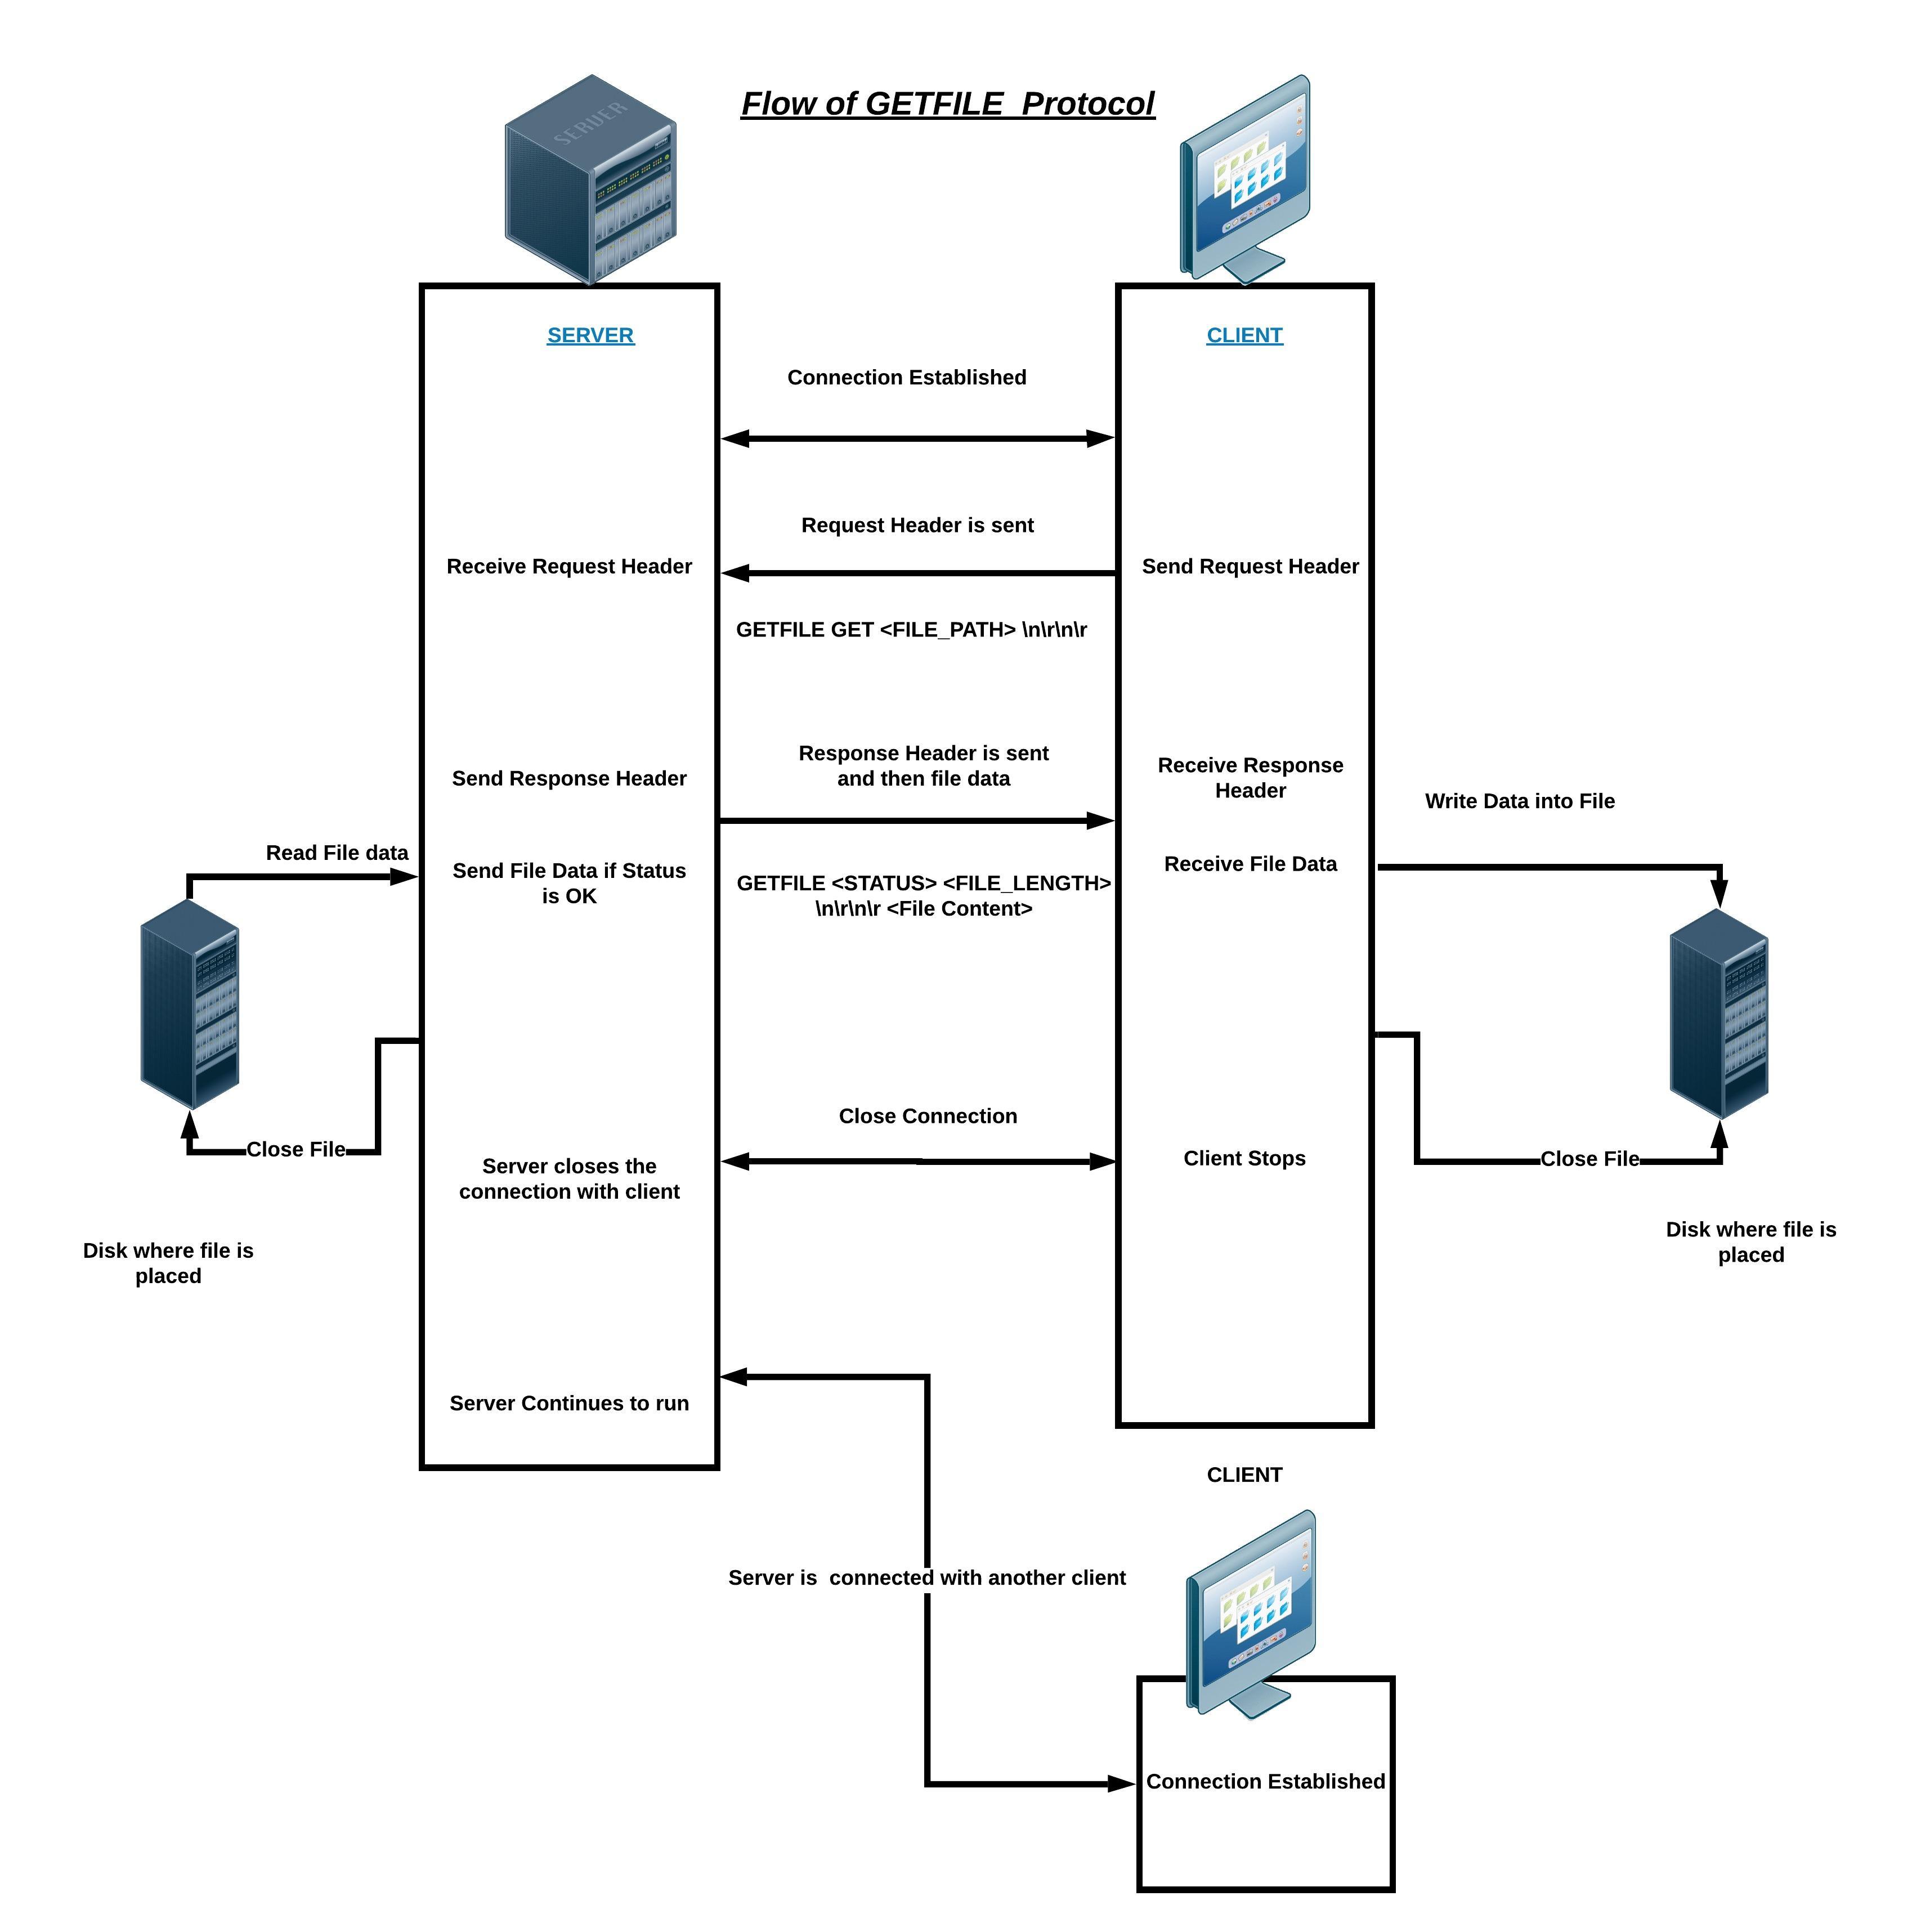 Flow of GETFILE  Protocol
SERVER
SERVER
CLIENT
Connection Established
Request Header is sent
Receive Request Header
Send Request Header
GETFILE GET <FILE_PATH> \n\r\n\r
Response Header is sent
and then file data
Send Response Header
Receive Response
Header
Write Data into File
Read File data
Send File Data if Status
is OK
Receive File Data
GETFILE <STATUS> <FILE_LENGTH>
\n\r\n\r <File Content>
Close Connection
Close File
Server closes the
connection with client
Client Stops
Close File
Disk where file is
placed
Disk where file is
placed
Server Continues to run
CLIENT
Server is  connected with another client
Connection Established